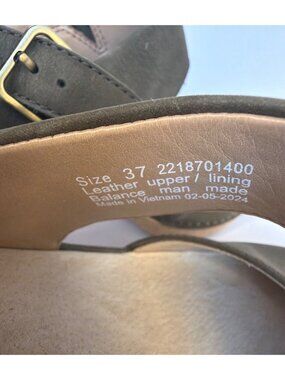 Size 37 2218701400
Leather upper/ lining
Balance man made
Made in Vietnam 02-05-2024